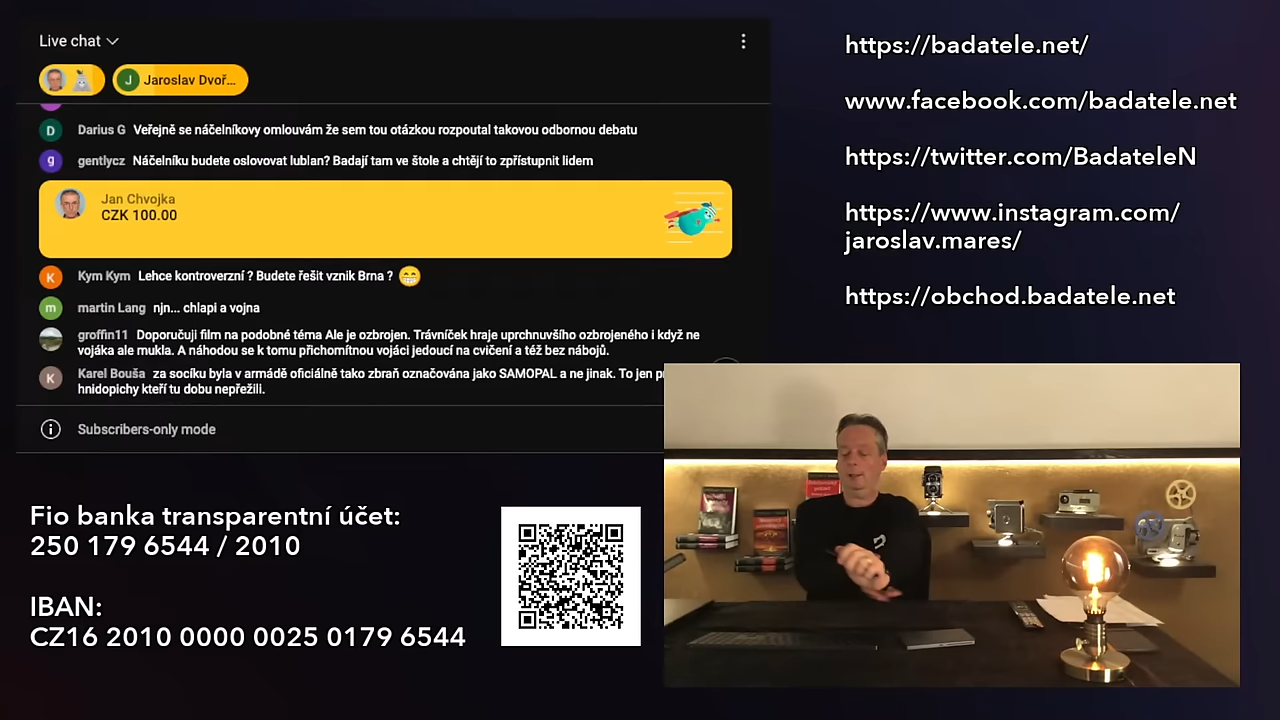 Live chat
J Jaroslav Dvoř...
D Darius G Veřejně se náčelníkovy omlouvám že sem tou otázkou rozpoutal takovou odbornou debatu
g gentlycz Náčelníku budete oslovovat lublan? Badají tam ve štole a chtějí to zpřístupnit lidem
Jan Chvojka
CZK 100.00
K Kym Kym Lehce kontroverzní ? Budete řešit vznik Brna ?
m martin Lang njn... chlapi a vojna
groffin11 Doporučuji film na podobné téma Ale je ozbrojen. Trávníček hraje uprchnuvšího ozbrojeného i když ne
vojáka ale mukla. A náhodou se k tomu přichomítnou vojáci jedoucí na cvičení a též bez nábojů.
K Karel Bouša za socíku byla v armádě oficiálně tako zbraň označována jako SAMOPAL a ne jinak. To jen
hnidopichy kteří tu dobu nepřežili.
Subscribers-only mode
https://badatele.net/
www.facebook.com/badatele.net
https://twitter.com/BadateleN
https://www.instagram.com/
jaroslav.mares/
https://obchod.badatele.net
Fio banka transparentní účet:
250 179 6544 / 2010
IBAN:
CZ16 2010 0000 0025 0179 6544